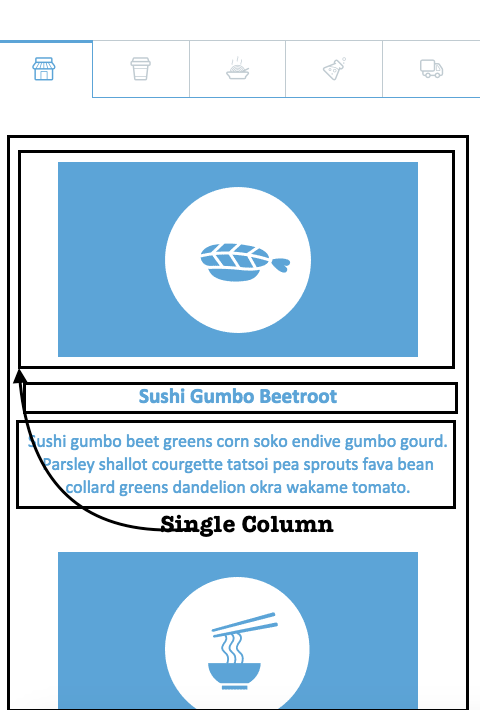 Sushi Gumbo Beetroot
Sushi gumbo beet greens corn soko endive gumbo gourd.
Parsley shallot courgette tatsoi pea sprouts fava bean
collard greens dandelion okra wakame tomato.
Single Column